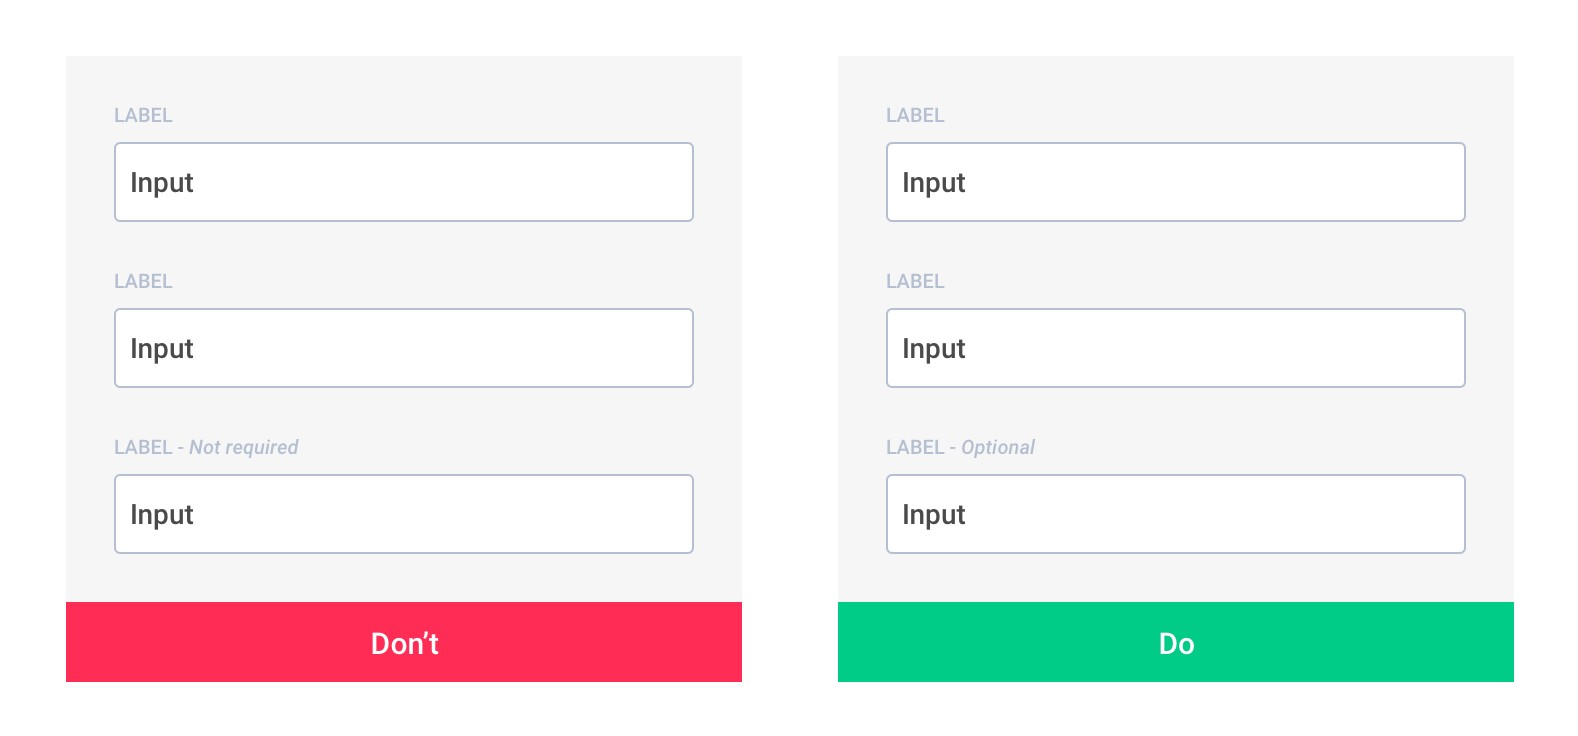 LABEL
Input
LABEL
Input
LABEL - Not required
Input
Don’t
LABEL
Input
LABEL
Input
LABEL - Optional
Input
Do